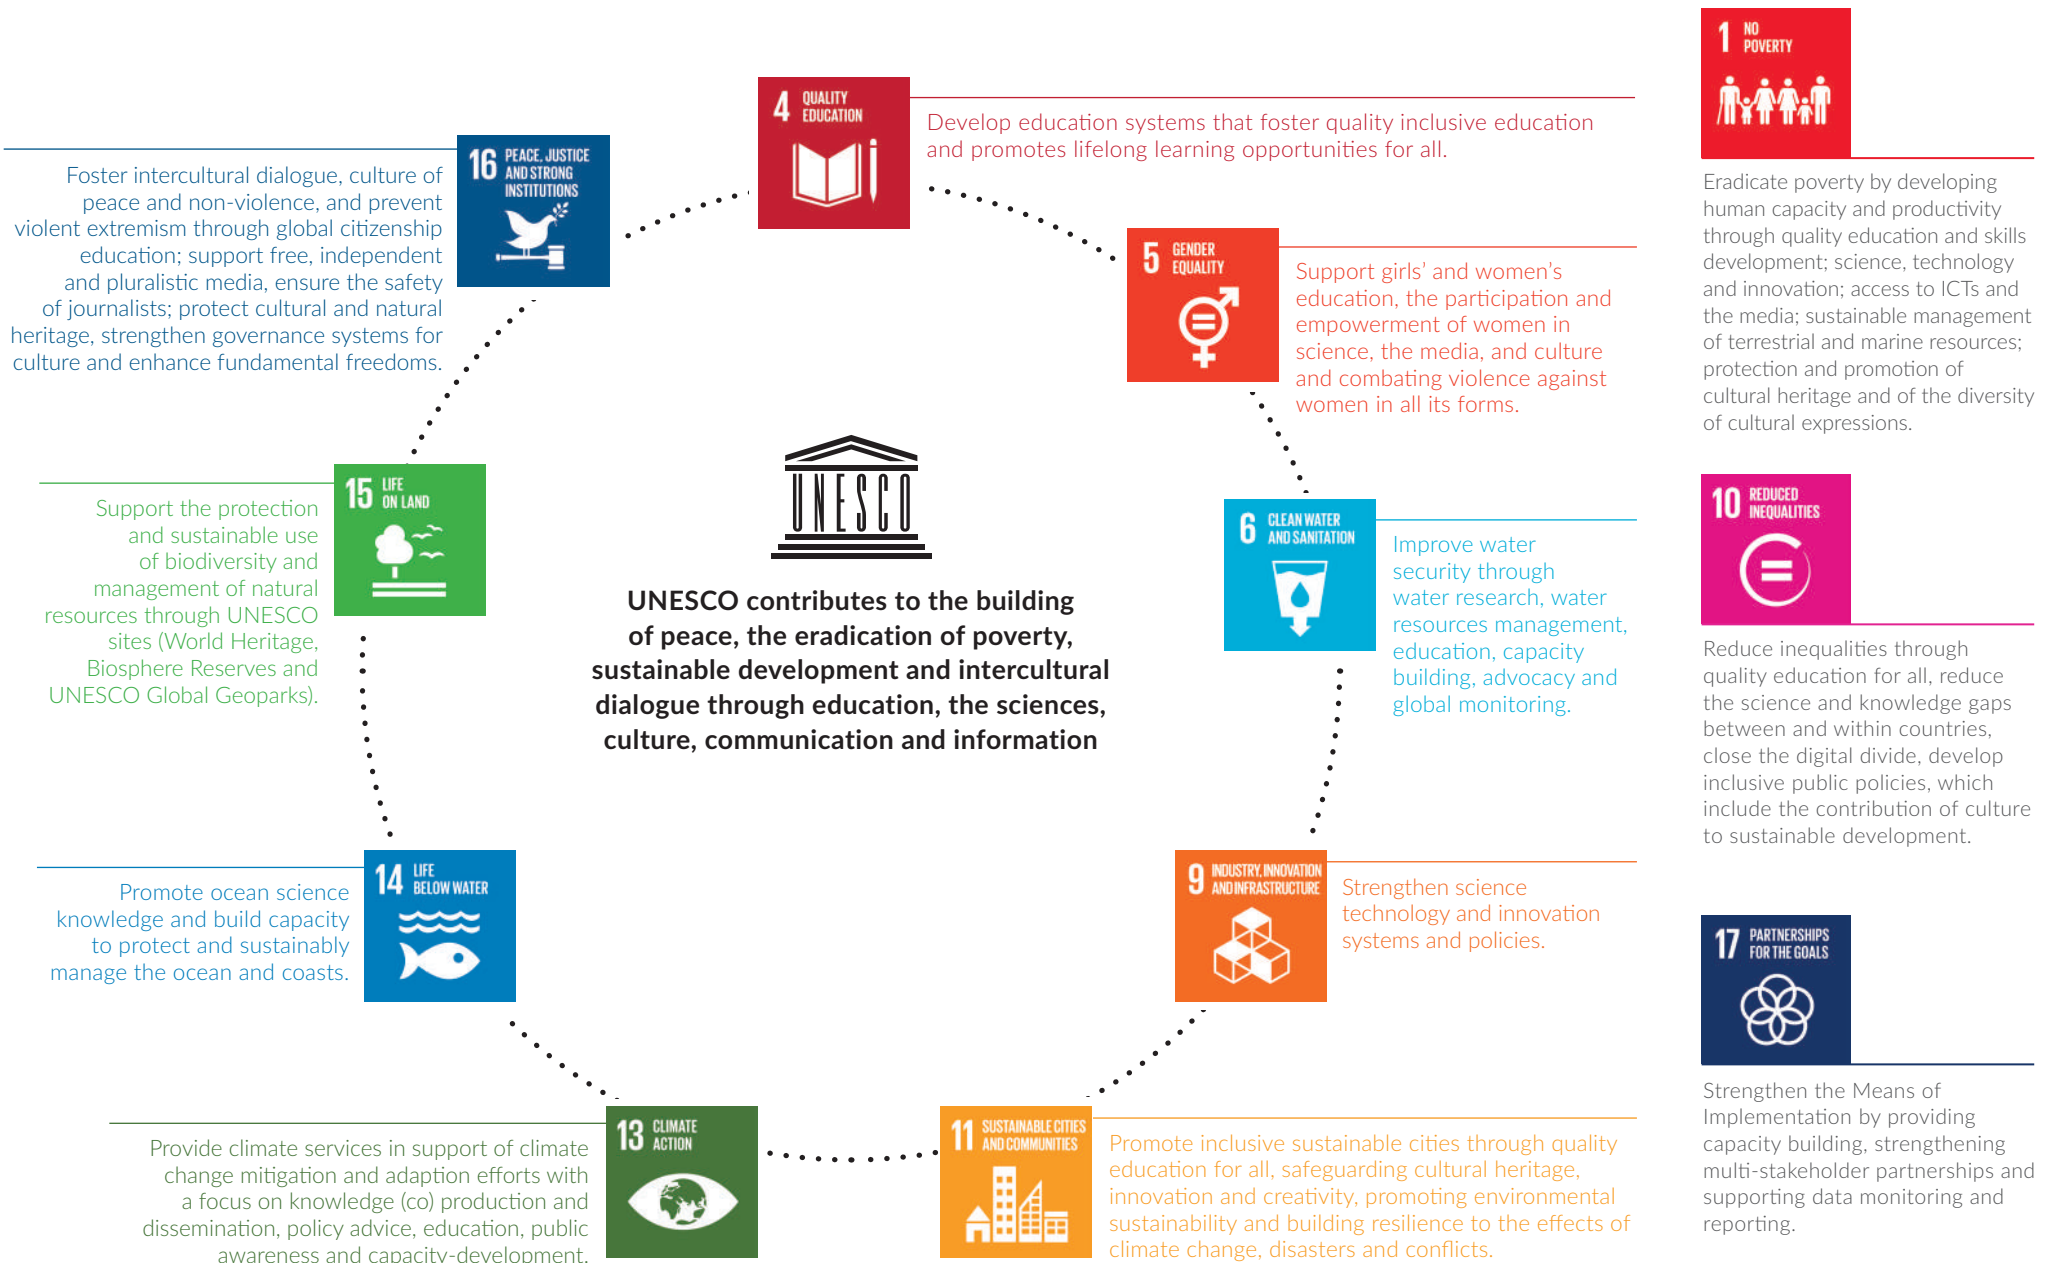 4 QUALITY
EDUCATION
Develop education systems that foster quality inclusive education
and promotes lifelong learning opportunities for all.
5 GENDER
EQUALITY
Support girls' and women's
education, the participation and
empowerment of women in
science, the media, and culture
and combating violence against
women in all its forms.
6 CLEAN WATER
AND SANITATION
Improve water
security through
water research, water
resources management,
education, capacity
building, advocacy and
global monitoring.
9 INDUSTRY, INNOVATION
AND INFRASTRUCTURE
Strengthen science
technology and innovation
systems and policies.
11 SUSTAINABLE CITIES
AND COMMUNITIES
Promote inclusive sustainable cities through quality
education for all, safeguarding cultural heritage,
innovation and creativity, promoting environmental
sustainability and building resilience to the effects of
climate change, disasters and conflicts.
13 CLIMATE
ACTION
Provide climate services in support of climate
change mitigation and adaption efforts with
a focus on knowledge (co) production and
dissemination, policy advice, education, public
awareness and capacity-development.
14 LIFE
BELOW WATER
Promote ocean science
knowledge and build capacity
to protect and sustainably
manage the ocean and coasts.
15 LIFE
ON LAND
Support the protection
and sustainable use
of biodiversity and
management of natural
resources through UNESCO
sites (World Heritage,
Biosphere Reserves and
UNESCO Global Geoparks).
16 PEACE, JUSTICE
AND STRONG
INSTITUTIONS
Foster intercultural dialogue, culture of
peace and non-violence, and prevent
violent extremism through global citizenship
education; support free, independent
and pluralistic media, ensure the safety
of journalists; protect cultural and natural
heritage, strengthen governance systems for
culture and enhance fundamental freedoms.
UNESCO
UNESCO contributes to the building
of peace, the eradication of poverty,
sustainable development and intercultural
dialogue through education, the sciences,
culture, communication and information
1 NO
POVERTY
Eradicate poverty by developing
human capacity and productivity
through quality education and skills
development; science, technology
and innovation; access to ICTs and
the media; sustainable management
of terrestrial and marine resources;
protection and promotion of
cultural heritage and of the diversity
of cultural expressions.
10 REDUCED
INEQUALITIES
Reduce inequalities through
quality education for all, reduce
the science and knowledge gaps
between and within countries,
close the digital divide, develop
inclusive public policies, which
include the contribution of culture
to sustainable development.
17 PARTNERSHIPS
FOR THE GOALS
Strengthen the Means of
Implementation by providing
capacity building, strengthening
multi-stakeholder partnerships and
supporting data monitoring and
reporting.